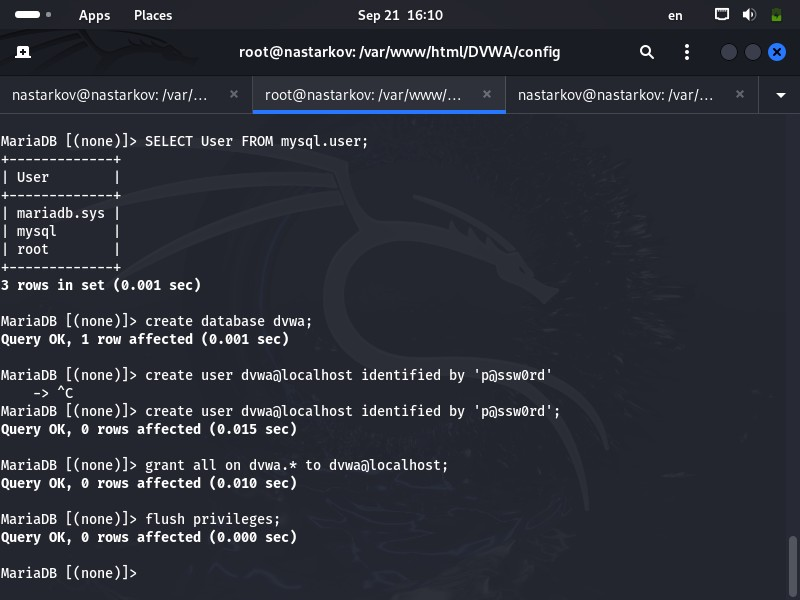 Apps Places Sep 21 16:10 en
root@nastarkov: /var/www/html/DVWA/config
nastarkov@nastarkov: /var/... root@nastarkov: /var/www/... nastarkov@nastarkov: /var/...
MariaDB [(none)]> SELECT User FROM mysql.user;
+-------------+
| User        |
+-------------+
| mariadb.sys |
| mysql       |
| root        |
+-------------+
3 rows in set (0.001 sec)
MariaDB [(none)]> create database dvwa;
Query OK, 1 row affected (0.001 sec)
MariaDB [(none)]> create user dvwa@localhost identified by 'p@ssw0rd'
    -> ^C
MariaDB [(none)]> create user dvwa@localhost identified by 'p@ssw0rd';
Query OK, 0 rows affected (0.015 sec)
MariaDB [(none)]> grant all on dvwa.* to dvwa@localhost;
Query OK, 0 rows affected (0.010 sec)
MariaDB [(none)]> flush privileges;
Query OK, 0 rows affected (0.000 sec)
MariaDB [(none)]>